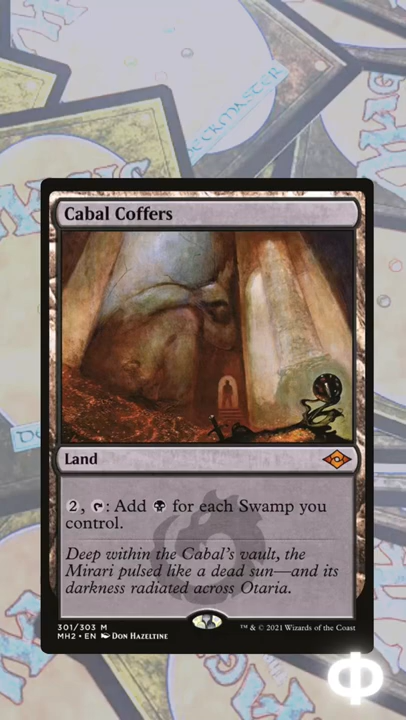 DECKMASTER
Cabal Coffers
Land
2, T: Add B for each Swamp you
control.
Deep within the Cabal's vault, the
Mirari pulsed like a dead sun—and its
darkness radiated across Otaria.
301/303 M
MH2 • EN Don Hazeltine
™ & © 2021 Wizards of the Coast
Φ